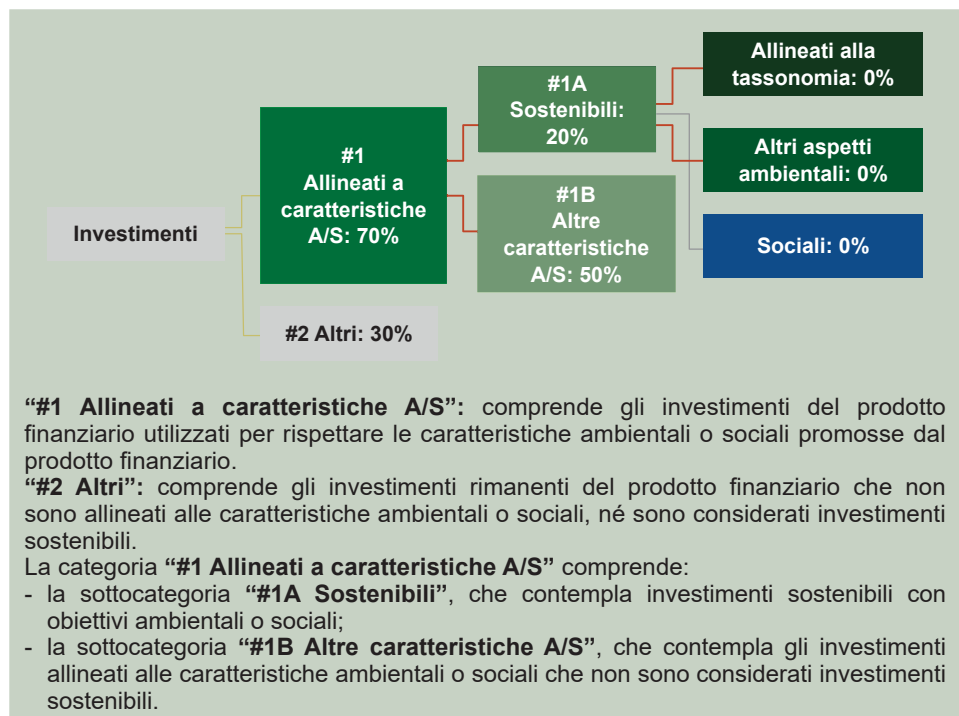 Allineati alla
tassonomia: 0%
#1A
Sostenibili:
20%
#1
Allineati a
caratteristiche
A/S: 70%
Altri aspetti
ambientali: 0%
#1B
Altre
caratteristiche
A/S: 50%
Investimenti
Sociali: 0%
#2 Altri: 30%
“#1 Allineati a caratteristiche A/S”: comprende gli investimenti del prodotto
finanziario utilizzati per rispettare le caratteristiche ambientali o sociali promosse dal
prodotto finanziario.
“#2 Altri”: comprende gli investimenti rimanenti del prodotto finanziario che non
sono allineati alle caratteristiche ambientali o sociali, né sono considerati investimenti
sostenibili.
La categoria “#1 Allineati a caratteristiche A/S” comprende:
- la sottocategoria “#1A Sostenibili”, che contempla investimenti sostenibili con
obiettivi ambientali o sociali;
- la sottocategoria “#1B Altre caratteristiche A/S”, che contempla gli investimenti
allineati alle caratteristiche ambientali o sociali che non sono considerati investimenti
sostenibili.